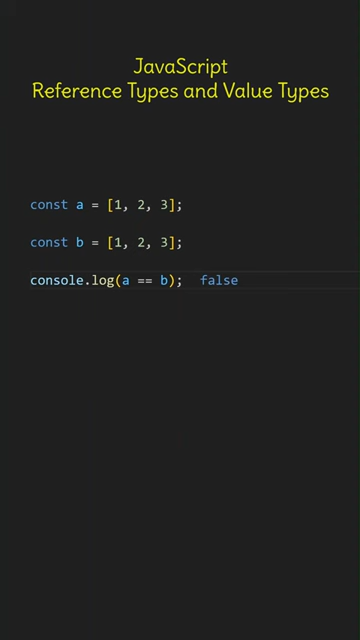 JavaScript
Reference Types and Value Types
const a = [1, 2, 3];
const b = [1, 2, 3];
console.log(a == b); false